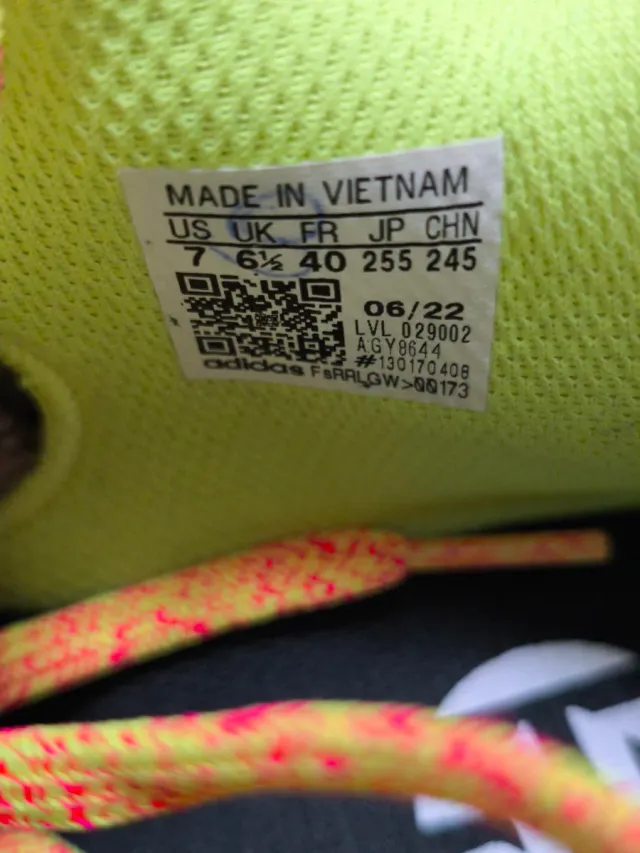 MADE IN VIETNAM
US UK FR JP CHN
7 6½ 40 255 245
06/22
LVL 029002
AGY8644
#130170408
adidas FsRRLGW>00173